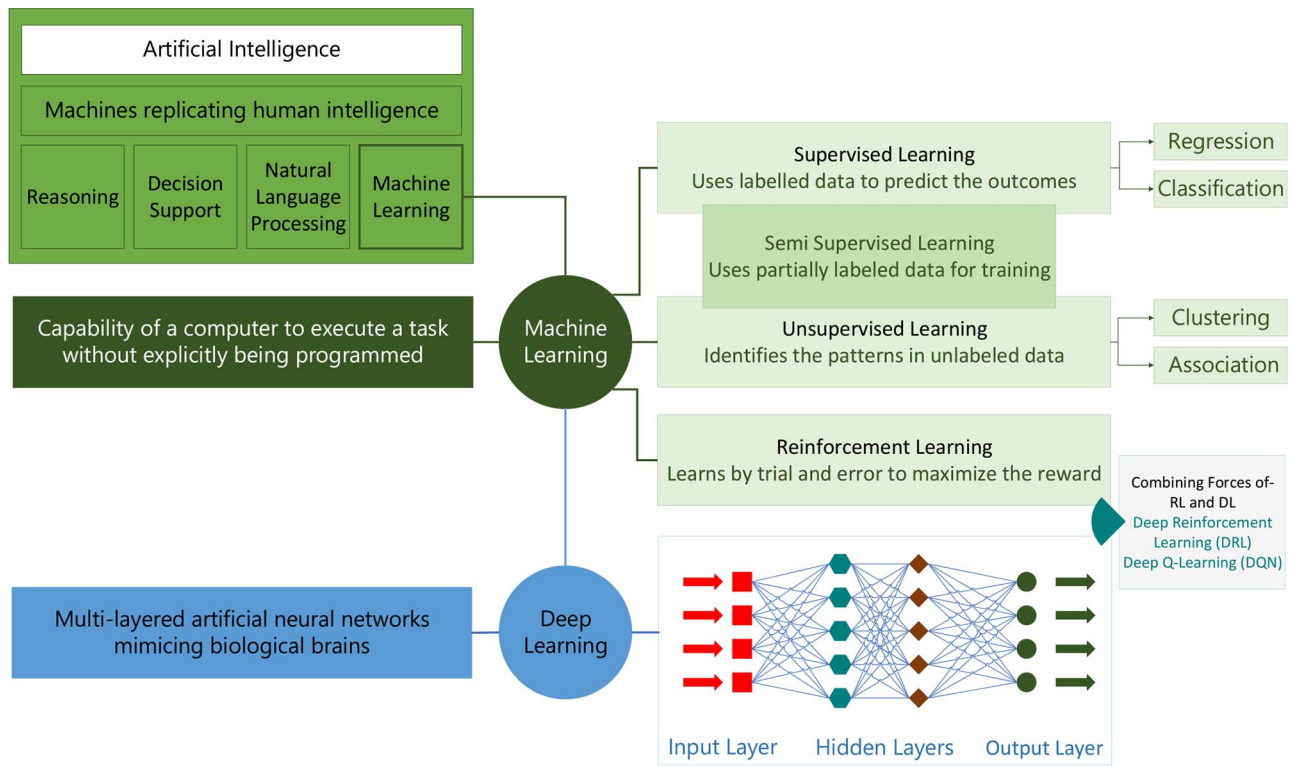 Artificial Intelligence
Machines replicating human intelligence
Reasoning
Decision
Support
Natural
Language
Processing
Machine
Learning
Capability of a computer to execute a task
without explicitly being programmed
Machine
Learning
Supervised Learning
Uses labelled data to predict the outcomes
Regression
Classification
Semi Supervised Learning
Uses partially labeled data for training
Unsupervised Learning
Identifies the patterns in unlabeled data
Clustering
Association
Reinforcement Learning
Learns by trial and error to maximize the reward
Combining Forces of-
RL and DL
Deep Reinforcement
Learning (DRL)
Deep Q-Learning (DQN)
Multi-layered artificial neural networks
mimicing biological brains
Deep
Learning
Input Layer
Hidden Layers
Output Layer